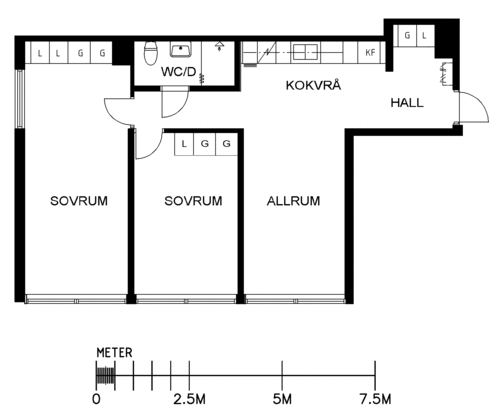 G L
L L G G
WC/D
KF
KOKVRÅ
HALL
L G G
SOVRUM
SOVRUM
ALLRUM
METER
0 2.5M 5M 7.5M